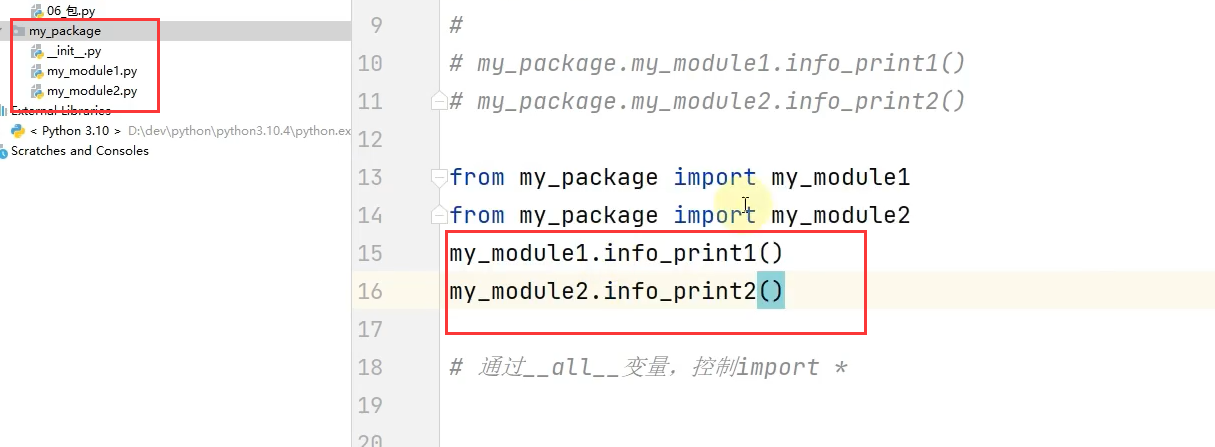 06_包.py
my_package
__init__.py
my_module1.py
my_module2.py
External Libraries
< Python 3.10 > D:\dev\python\python3.10.4\python.ex
Scratches and Consoles
9 #
10 # my_package.my_module1.info_print1()
11 # my_package.my_module2.info_print2()
12
13 from my_package import my_module1
14 from my_package import my_module2
15 my_module1.info_print1()
16 my_module2.info_print2()
17
18 # 通过__all__变量，控制import *
19
20